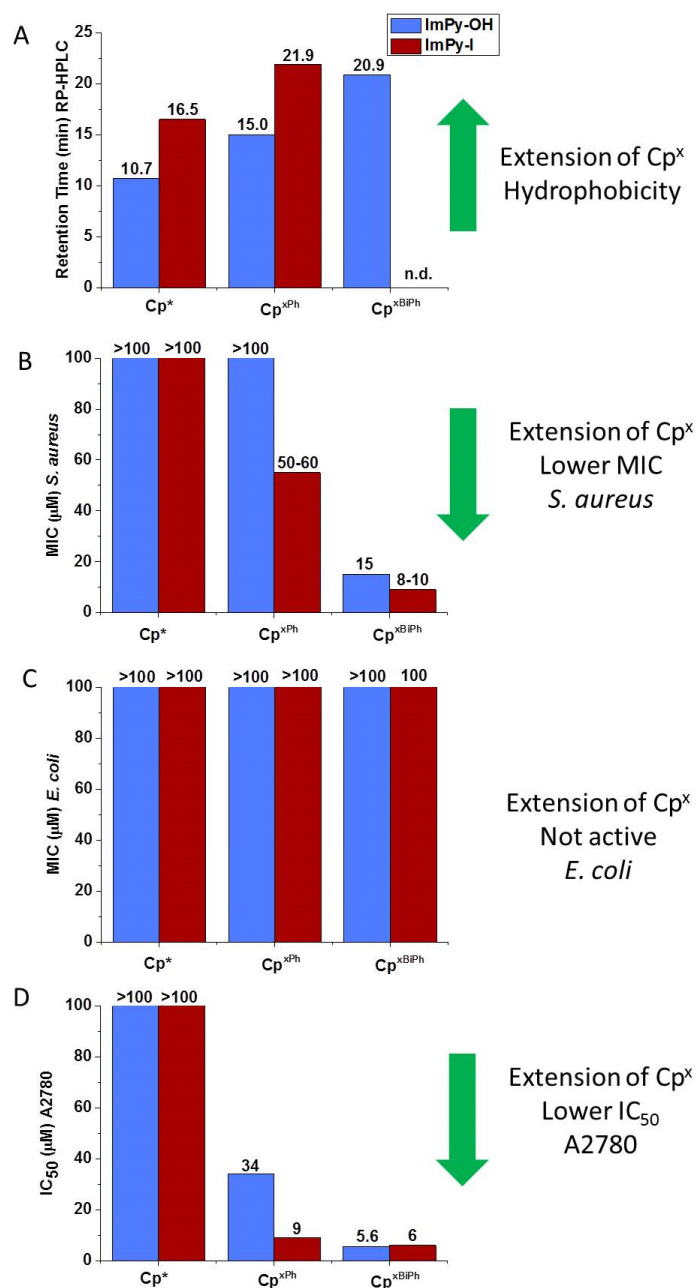 A
ImPy-OH
ImPy-I
Retention Time (min) RP-HPLC
25
20
15
10
5
0
10.7
16.5
15.0
21.9
20.9
n.d.
Cp*
Cp^xPh
Cp^xBiPh
Extension of Cp^x
Hydrophobicity
B
MIC (µM) S. aureus
100
80
60
40
20
0
>100
>100
>100
50-60
15
8-10
Cp*
Cp^xPh
Cp^xBiPh
Extension of Cp^x
Lower MIC
S. aureus
C
MIC (µM) E. coli
100
80
60
40
20
0
>100
>100
>100
>100
>100
100
Cp*
Cp^xPh
Cp^xBiPh
Extension of Cp^x
Not active
E. coli
D
IC50 (µM) A2780
100
80
60
40
20
0
>100
>100
34
9
5.6
6
Cp*
Cp^xPh
Cp^xBiPh
Extension of Cp^x
Lower IC50
A2780